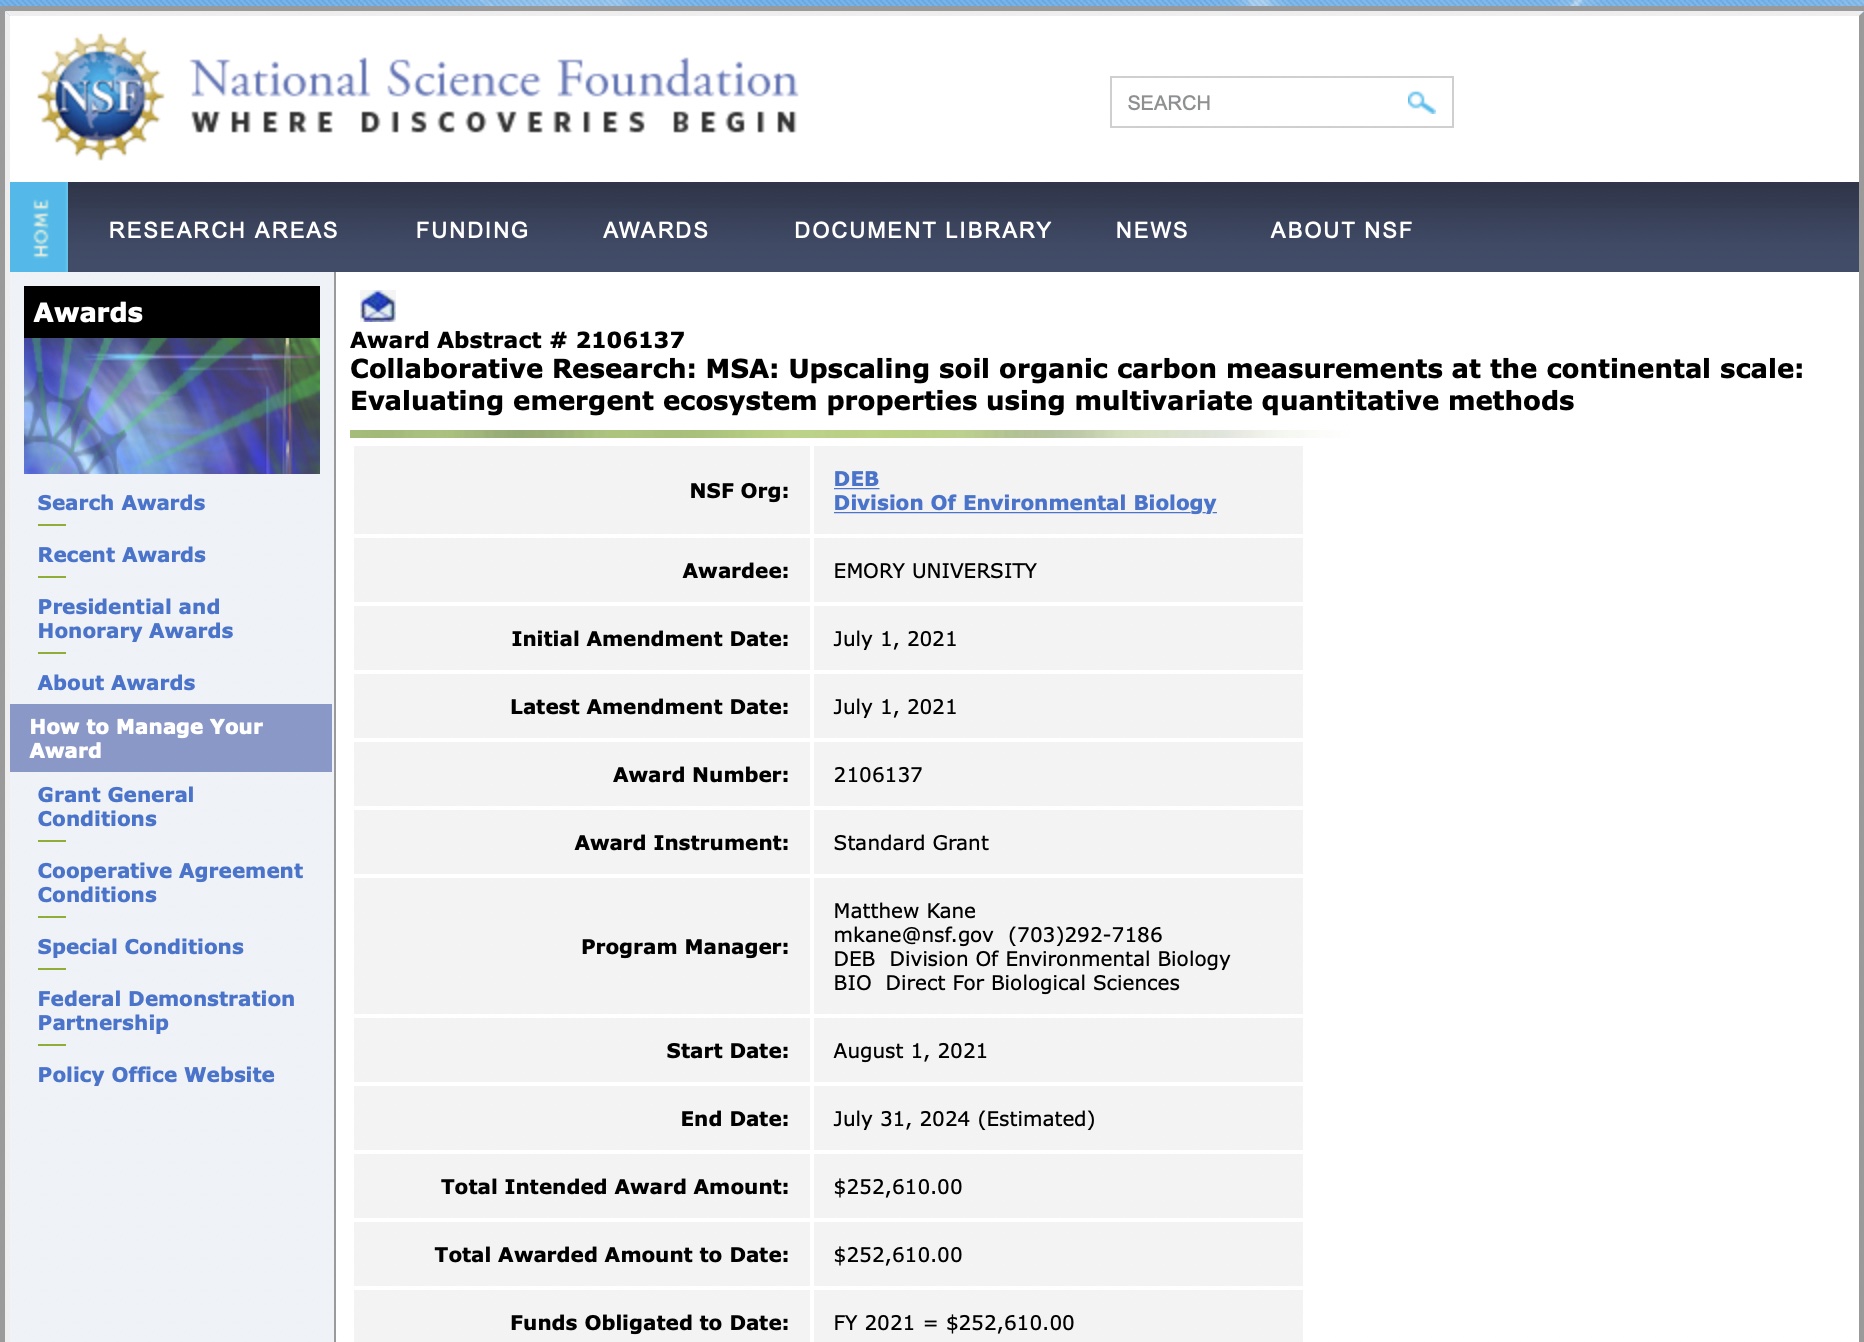 NSF
National Science Foundation
WHERE DISCOVERIES BEGIN
SEARCH
HOME
RESEARCH AREAS
FUNDING
AWARDS
DOCUMENT LIBRARY
NEWS
ABOUT NSF
Awards
Search Awards
Recent Awards
Presidential and
Honorary Awards
About Awards
How to Manage Your
Award
Grant General
Conditions
Cooperative Agreement
Conditions
Special Conditions
Federal Demonstration
Partnership
Policy Office Website
Award Abstract # 2106137
Collaborative Research: MSA: Upscaling soil organic carbon measurements at the continental scale:
Evaluating emergent ecosystem properties using multivariate quantitative methods
NSF Org:
DEB
Division Of Environmental Biology
Awardee:
EMORY UNIVERSITY
Initial Amendment Date:
July 1, 2021
Latest Amendment Date:
July 1, 2021
Award Number:
2106137
Award Instrument:
Standard Grant
Program Manager:
Matthew Kane
mkane@nsf.gov (703)292-7186
DEB Division Of Environmental Biology
BIO Direct For Biological Sciences
Start Date:
August 1, 2021
End Date:
July 31, 2024 (Estimated)
Total Intended Award Amount:
$252,610.00
Total Awarded Amount to Date:
$252,610.00
Funds Obligated to Date:
FY 2021 = $252,610.00